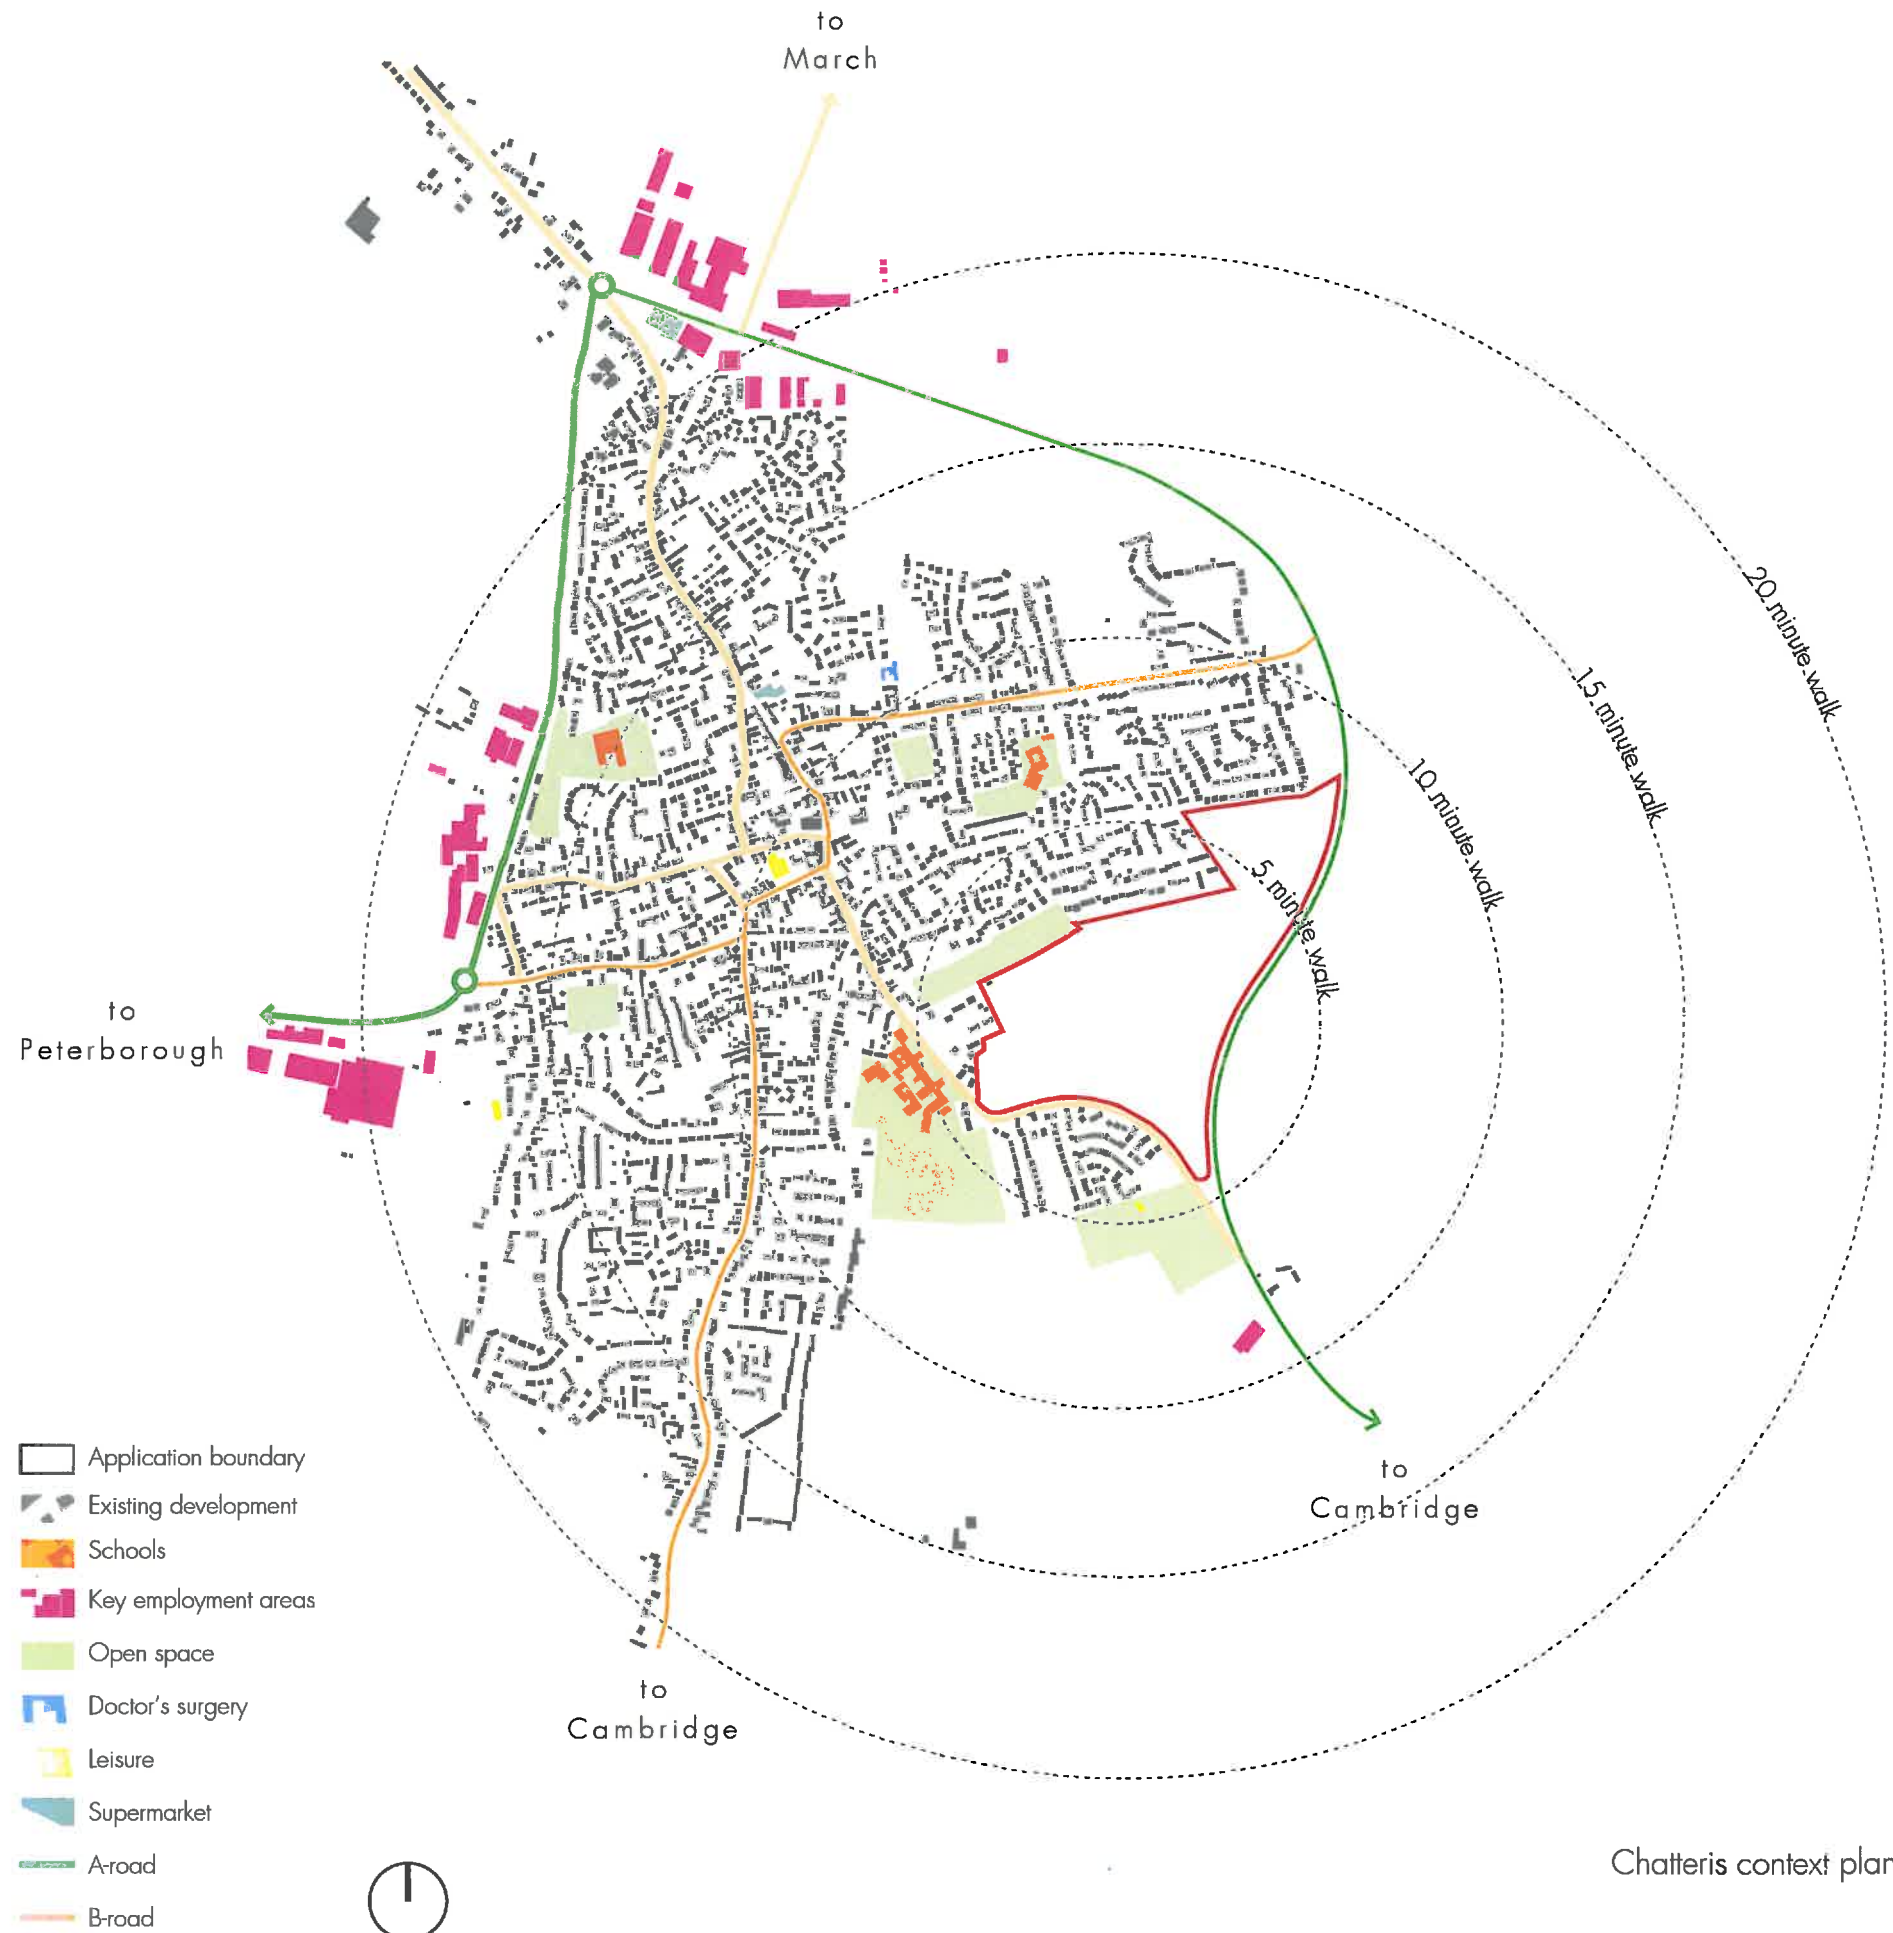 to
March
20 minute walk
15 minute walk
10 minute walk
5 minute walk
to
Peterborough
to
Cambridge
to
Cambridge
Application boundary
Existing development
Schools
Key employment areas
Open space
Doctor's surgery
Leisure
Supermarket
A-road
B-road
Chatteris context plan